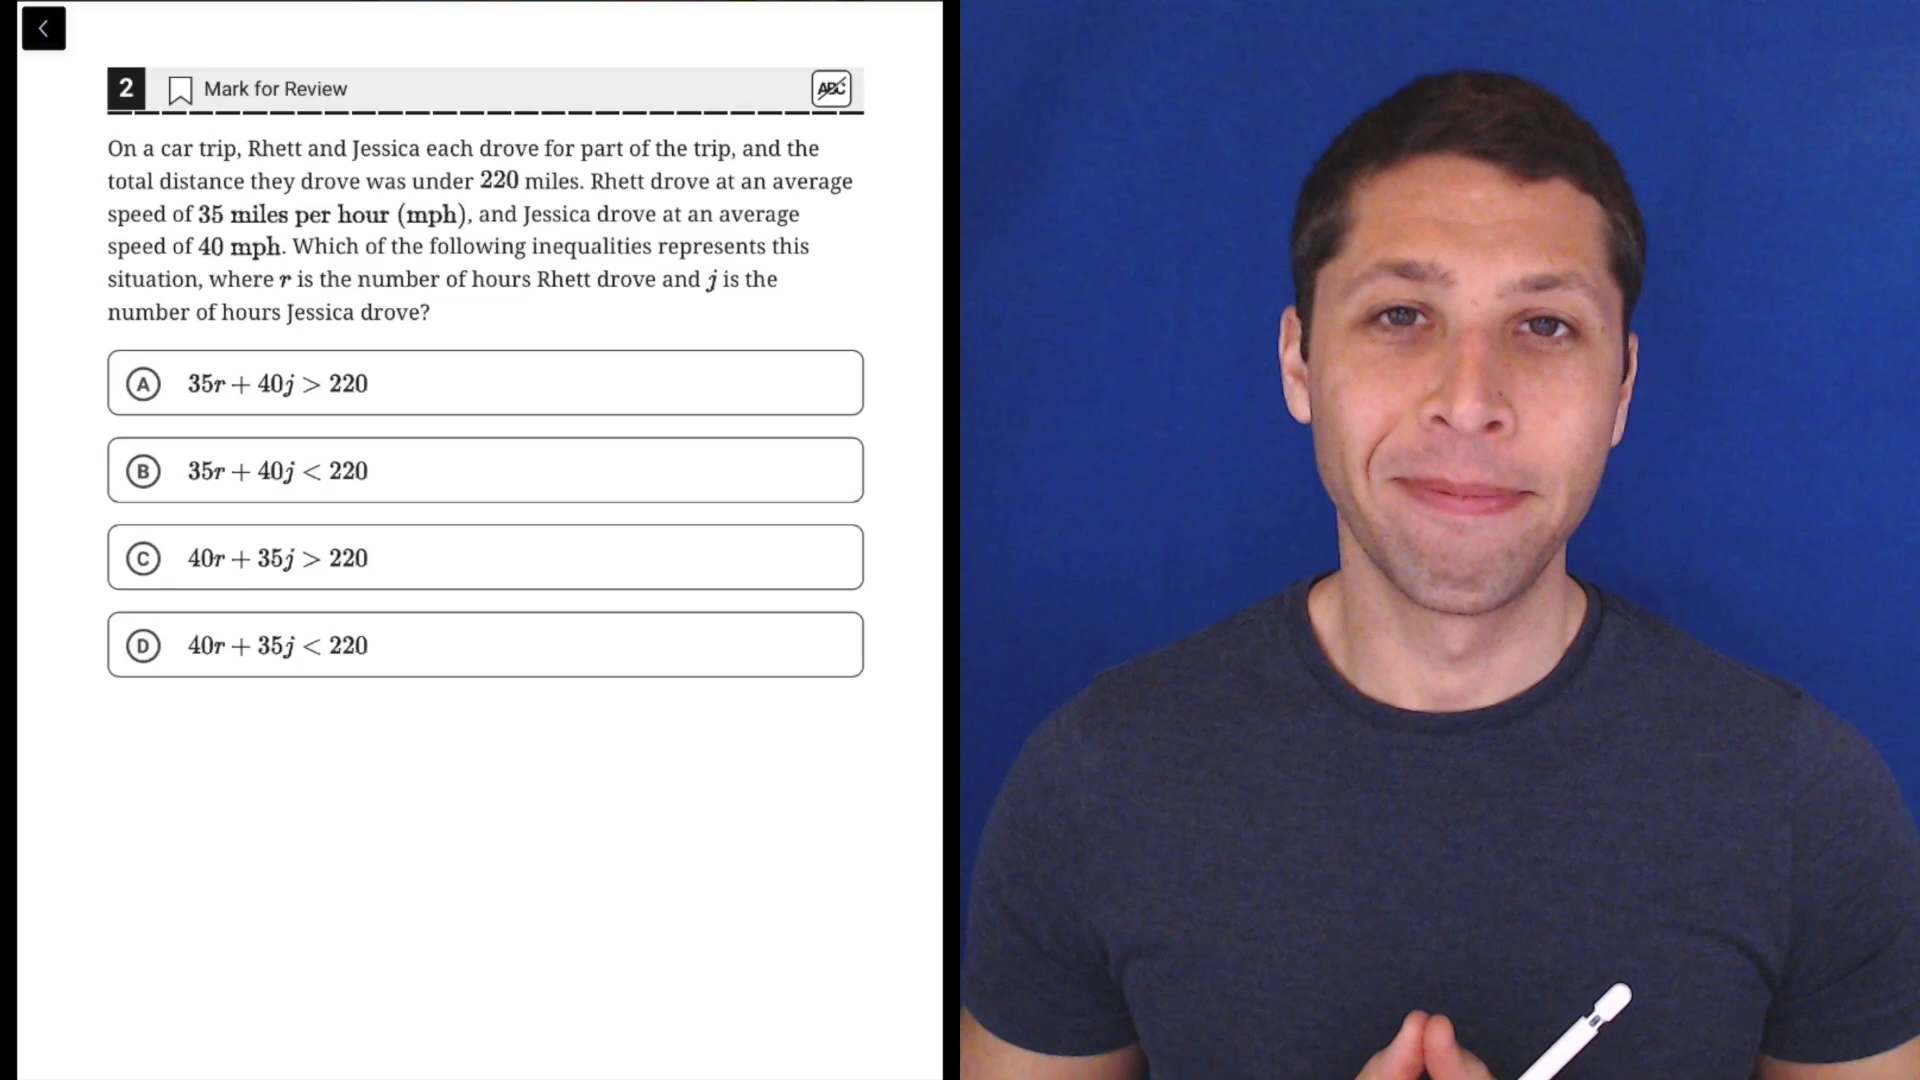 2 Mark for Review ABC
On a car trip, Rhett and Jessica each drove for part of the trip, and the
total distance they drove was under 220 miles. Rhett drove at an average
speed of 35 miles per hour (mph), and Jessica drove at an average
speed of 40 mph. Which of the following inequalities represents this
situation, where r is the number of hours Rhett drove and j is the
number of hours Jessica drove?
A 35r + 40j > 220
B 35r + 40j < 220
C 40r + 35j > 220
D 40r + 35j < 220